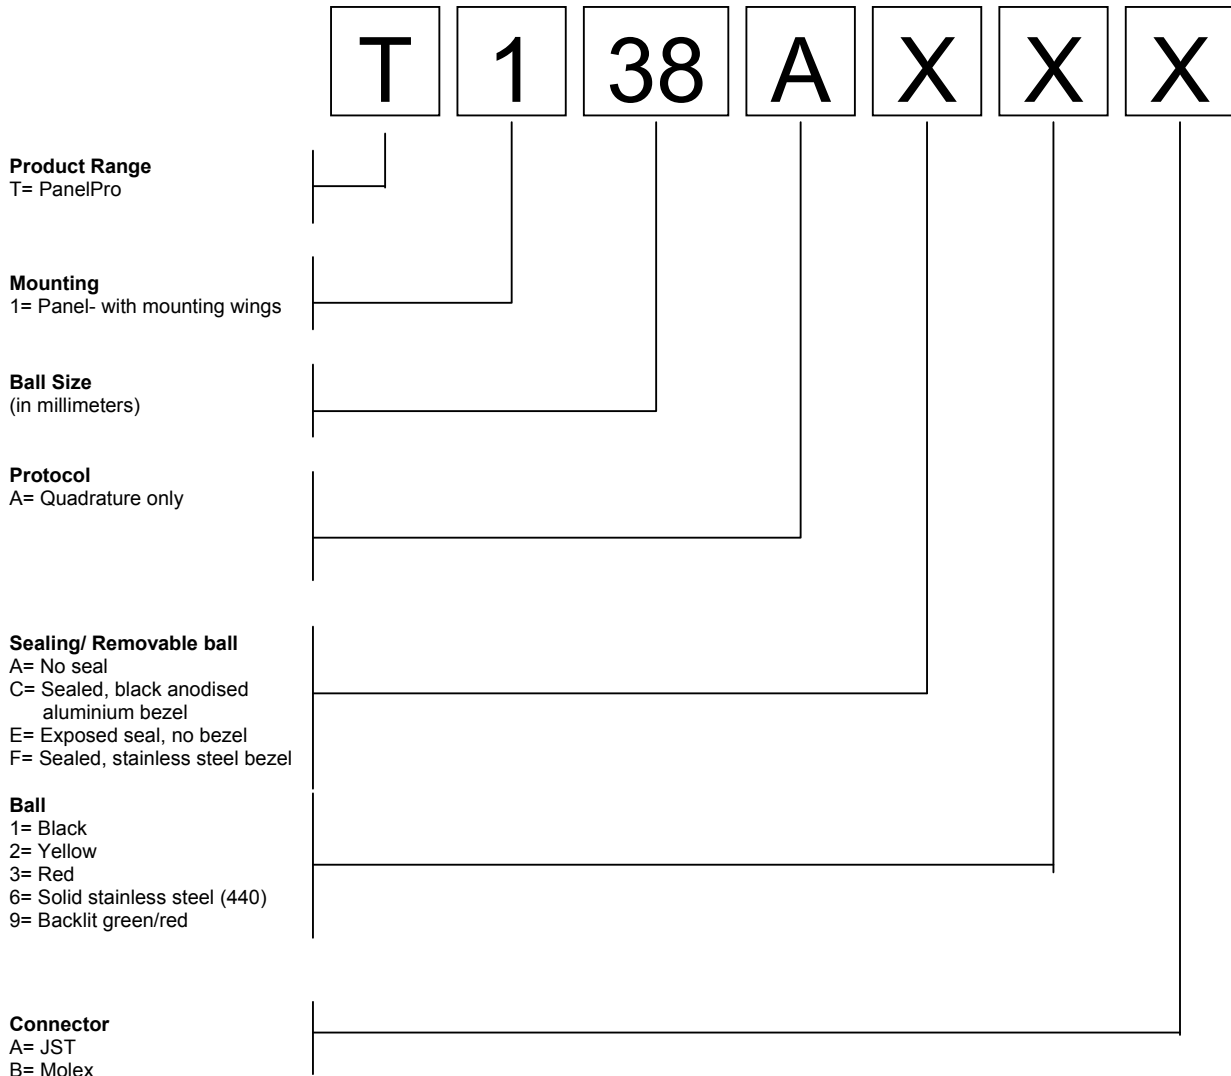 T 1 38 A X X X
Product Range
T= PanelPro
Mounting
1= Panel- with mounting wings
Ball Size
(in millimeters)
Protocol
A= Quadrature only
Sealing/ Removable ball
A= No seal
C= Sealed, black anodised
aluminium bezel
E= Exposed seal, no bezel
F= Sealed, stainless steel bezel
Ball
1= Black
2= Yellow
3= Red
6= Solid stainless steel (440)
9= Backlit green/red
Connector
A= JST
B= Molex